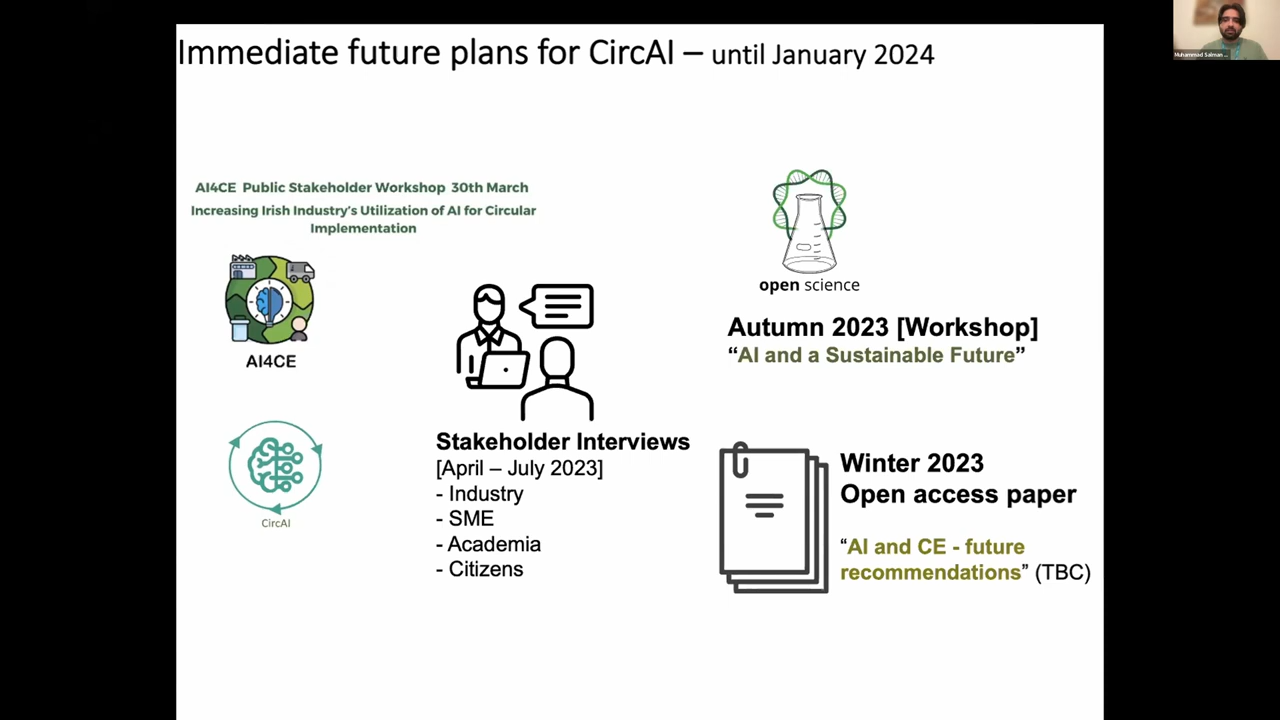 Immediate future plans for CircAI – until January 2024
AI4CE Public Stakeholder Workshop 30th March
Increasing Irish Industry's Utilization of AI for Circular
Implementation
AI4CE
CircAI
Stakeholder Interviews
[April – July 2023]
- Industry
- SME
- Academia
- Citizens
open science
Autumn 2023 [Workshop]
“AI and a Sustainable Future”
Winter 2023
Open access paper
“AI and CE - future
recommendations” (TBC)
Muhammad Salman ...